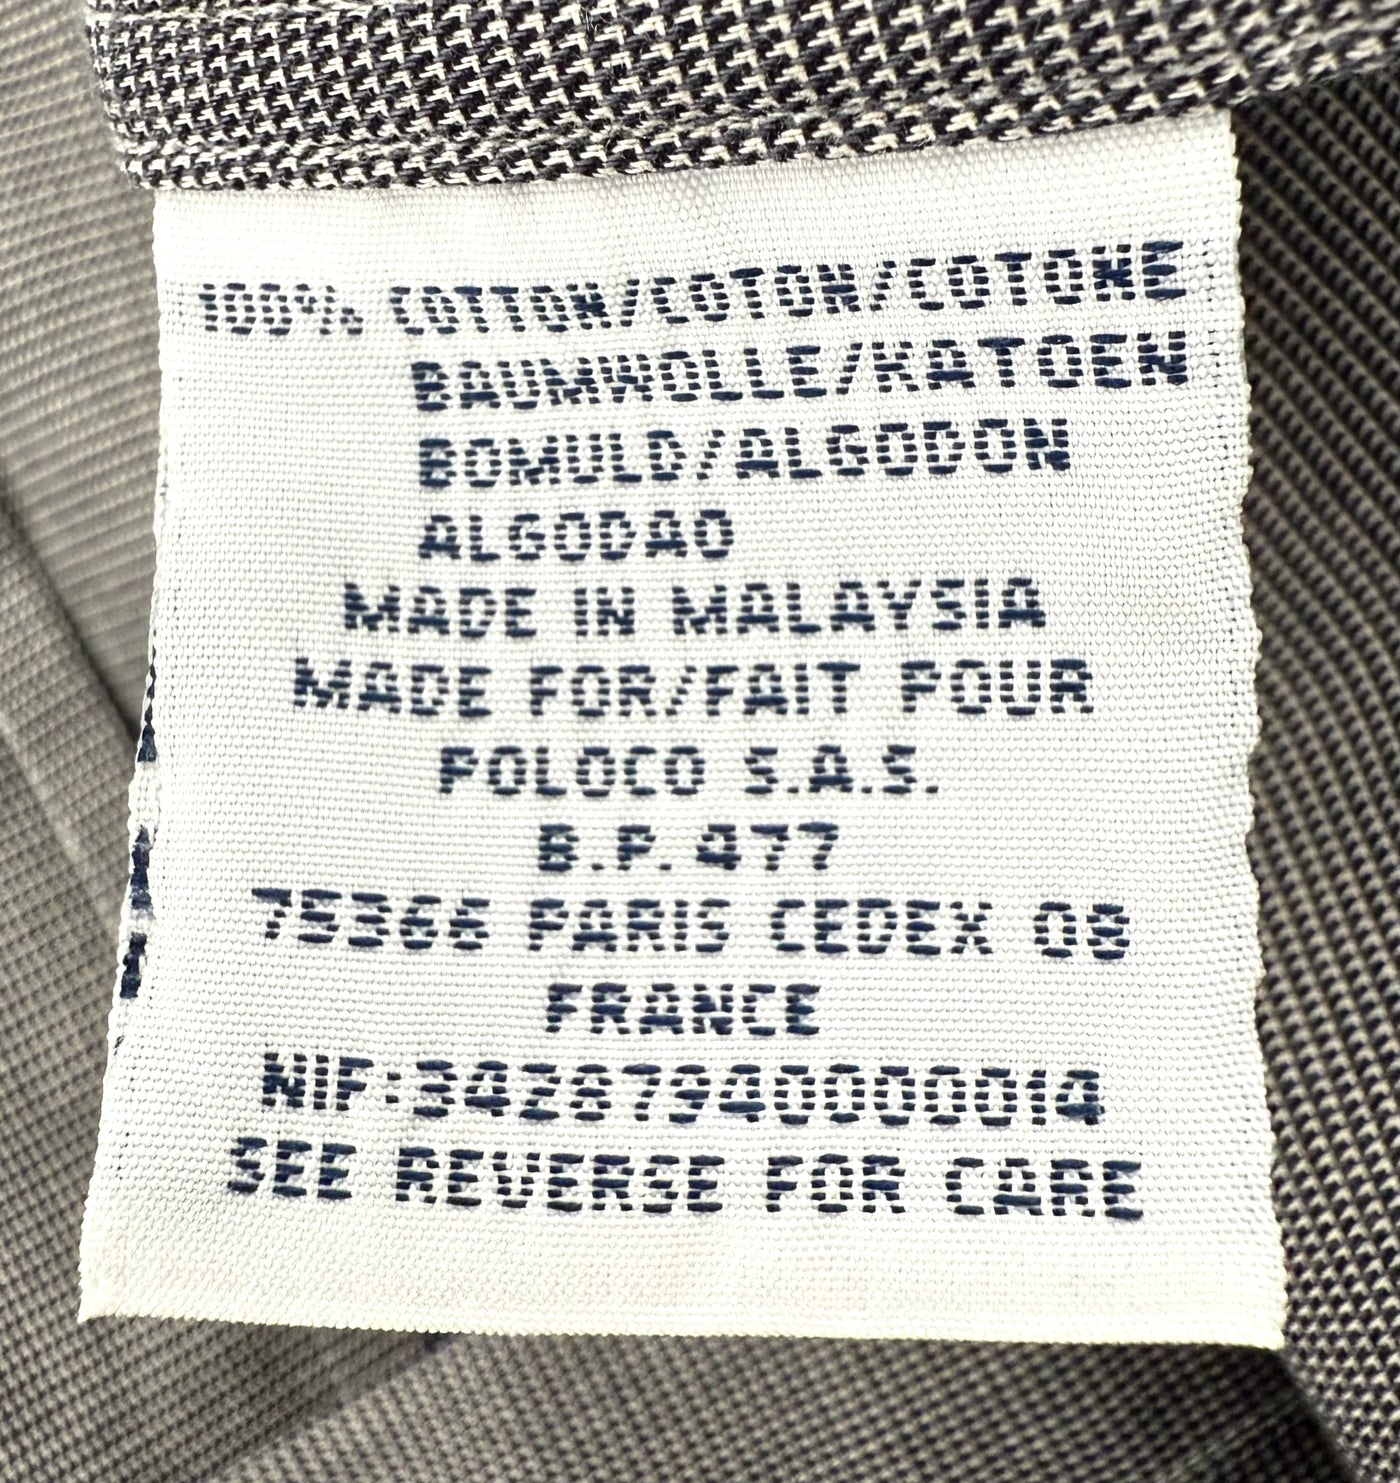 100% COTTON/COTON/COTONE
BAUMWOLLE/KATOEN
BOMULD/ALGODON
ALGODAO
MADE IN MALAYSIA
MADE FOR/FAIT POUR
POLOCO S.A.S.
B.P. 477
75366 PARIS CEDEX 08
FRANCE
NIF:34287940000014
SEE REVERSE FOR CARE